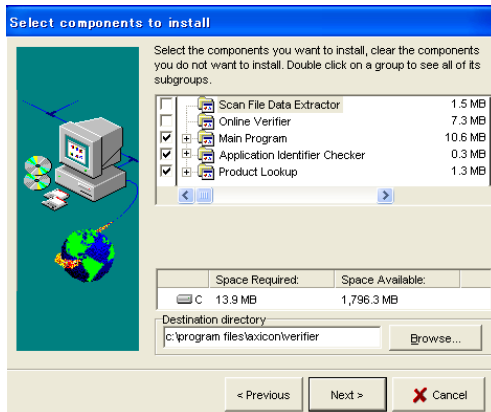 Select components to install
Select the components you want to install, clear the components
you do not want to install. Double click on a group to see all of its
subgroups.
Scan File Data Extractor 1.5 MB
Online Verifier 7.3 MB
Main Program 10.6 MB
Application Identifier Checker 0.3 MB
Product Lookup 1.3 MB
Space Required: Space Available:
C 13.9 MB 1,796.3 MB
Destination directory
c:\program files\axicon\verifier
Browse...
< Previous Next > Cancel